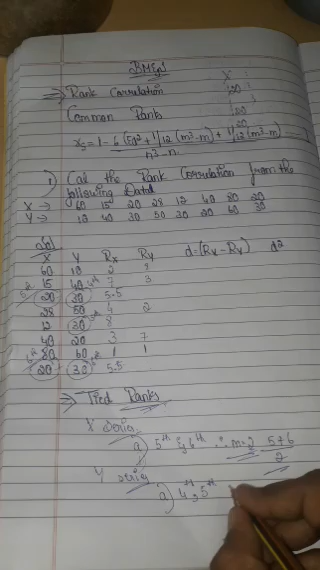 BMEGN
⇒ Rank Correlation
Common Ranks
= 1 - 6 (Σd² + 1/12 (m³-m) + 1/12 (m³-m) ...
n³-n
1) Cal the Rank Correlation from the
following Data
X → 60 15 20 28 12 40 80 20
Y → 10 40 30 50 30 20 60 30
Sol
X Y Rx Ry d=(Rx - Ry) d²
60 10 2 8
15 40 7 3
20 30 5.5
28 50 4 2
12 30 8
40 20 3 7
80 60 1 1
20 30 5.5
⇒ Tied Ranks
X series
a) 5th & 6th ∴ m=2 5+6
2
Y series
a) 4th, 5th